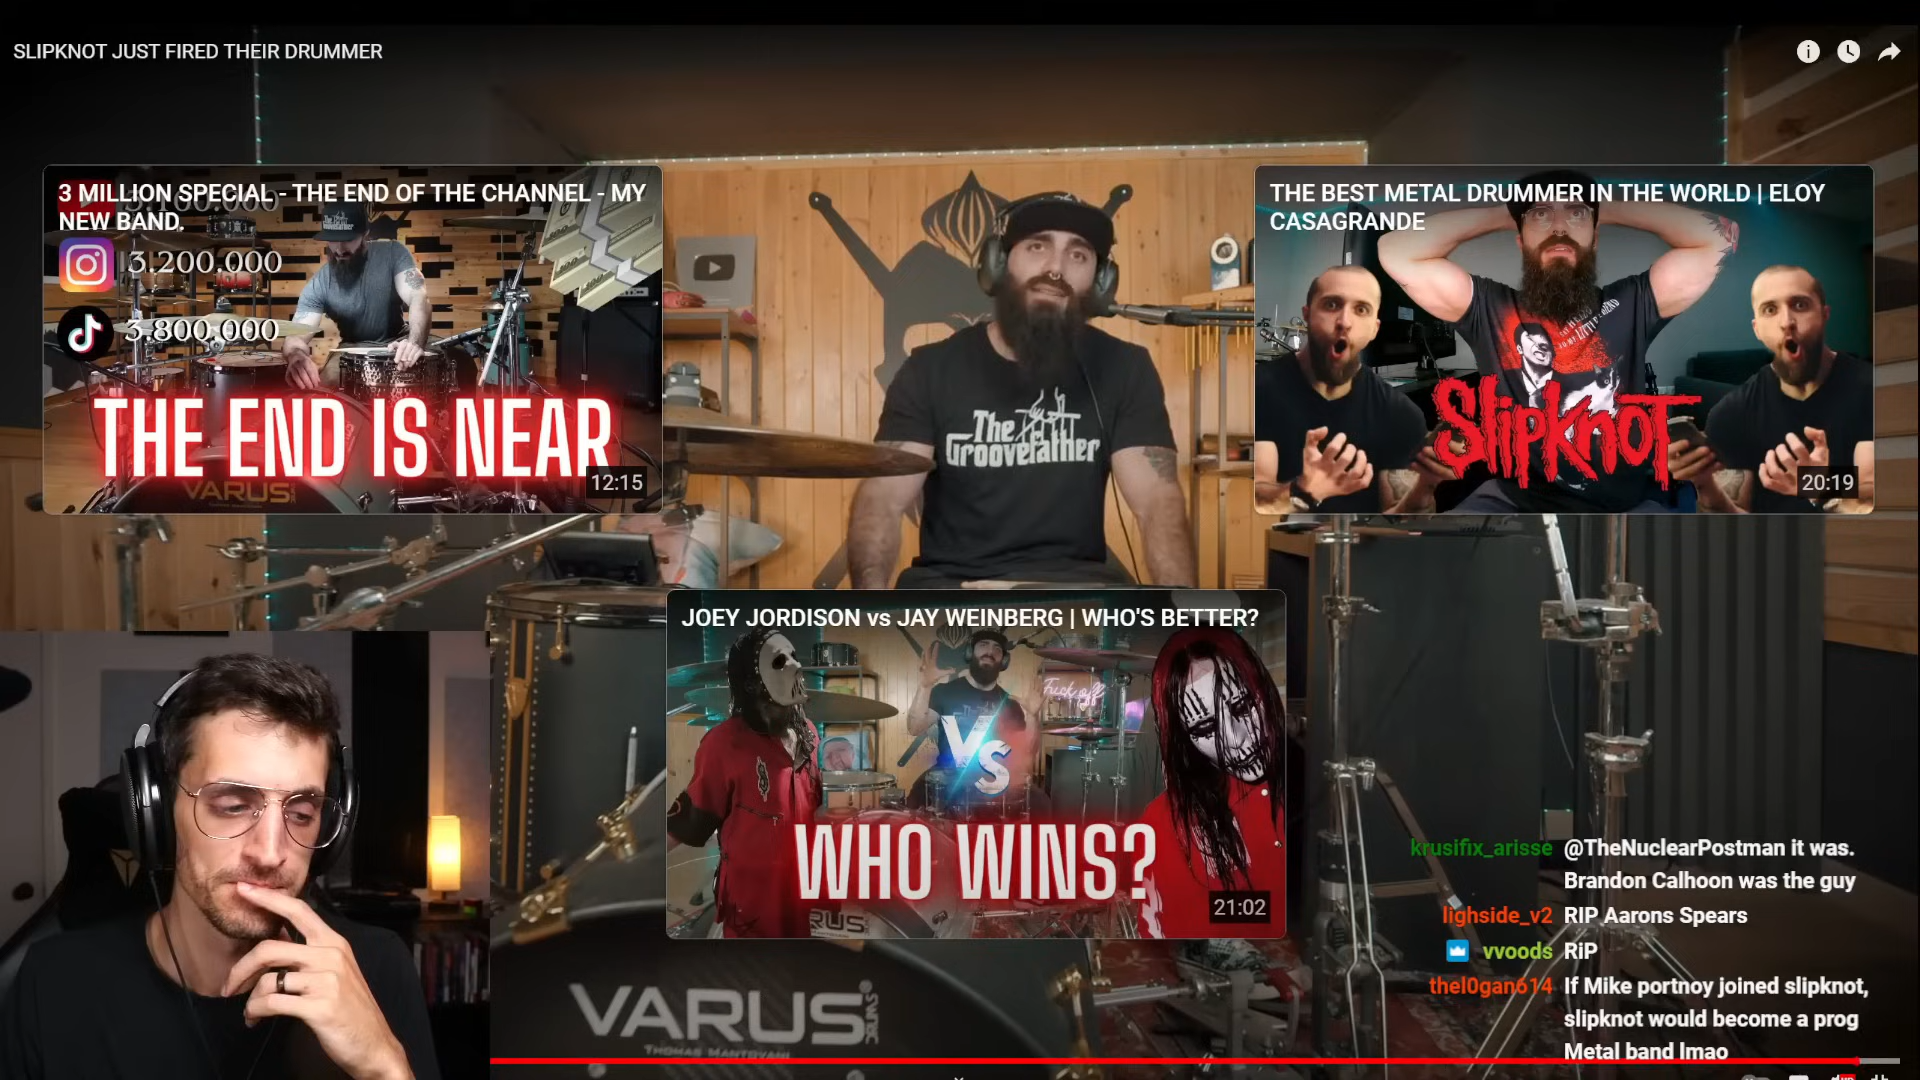 SLIPKNOT JUST FIRED THEIR DRUMMER
3 MILLION SPECIAL - THE END OF THE CHANNEL - MY
NEW BAND.
3.200.000
3.800.000
THE END IS NEAR
VARUS
12:15
THE BEST METAL DRUMMER IN THE WORLD | ELOY
CASAGRANDE
SLIPKNOT
20:19
The
Groovefather
JOEY JORDISON vs JAY WEINBERG | WHO'S BETTER?
Fuck off
VS
WHO WINS?
21:02
krusifix_arisse @TheNuclearPostman it was.
Brandon Calhoon was the guy
lighside_v2 RIP Aarons Spears
vvoods RiP
thel0gan614 If Mike portnoy joined slipknot,
slipknot would become a prog
Metal band lmao
VARUS
THOMAS MANTOVANI